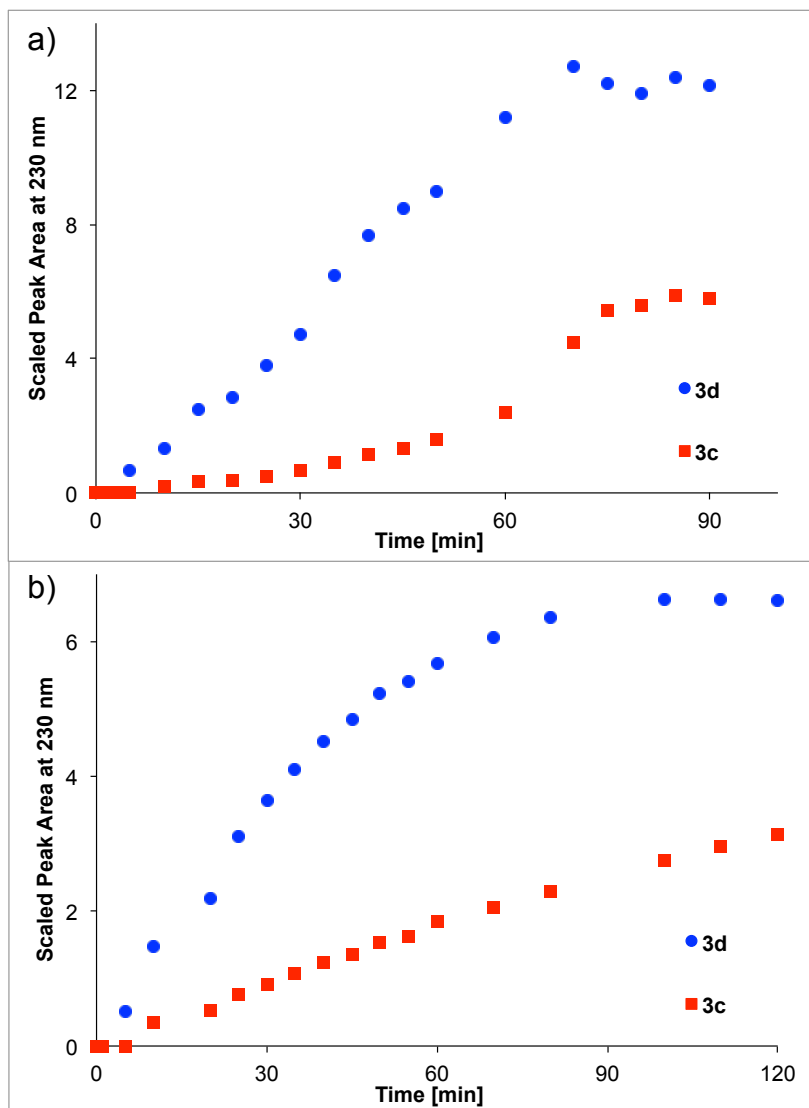 a)
Scaled Peak Area at 230 nm
12
8
4
0
0 30 60 90
Time [min]
3d
3c
b)
Scaled Peak Area at 230 nm
6
4
2
0
0 30 60 90 120
Time [min]
3d
3c